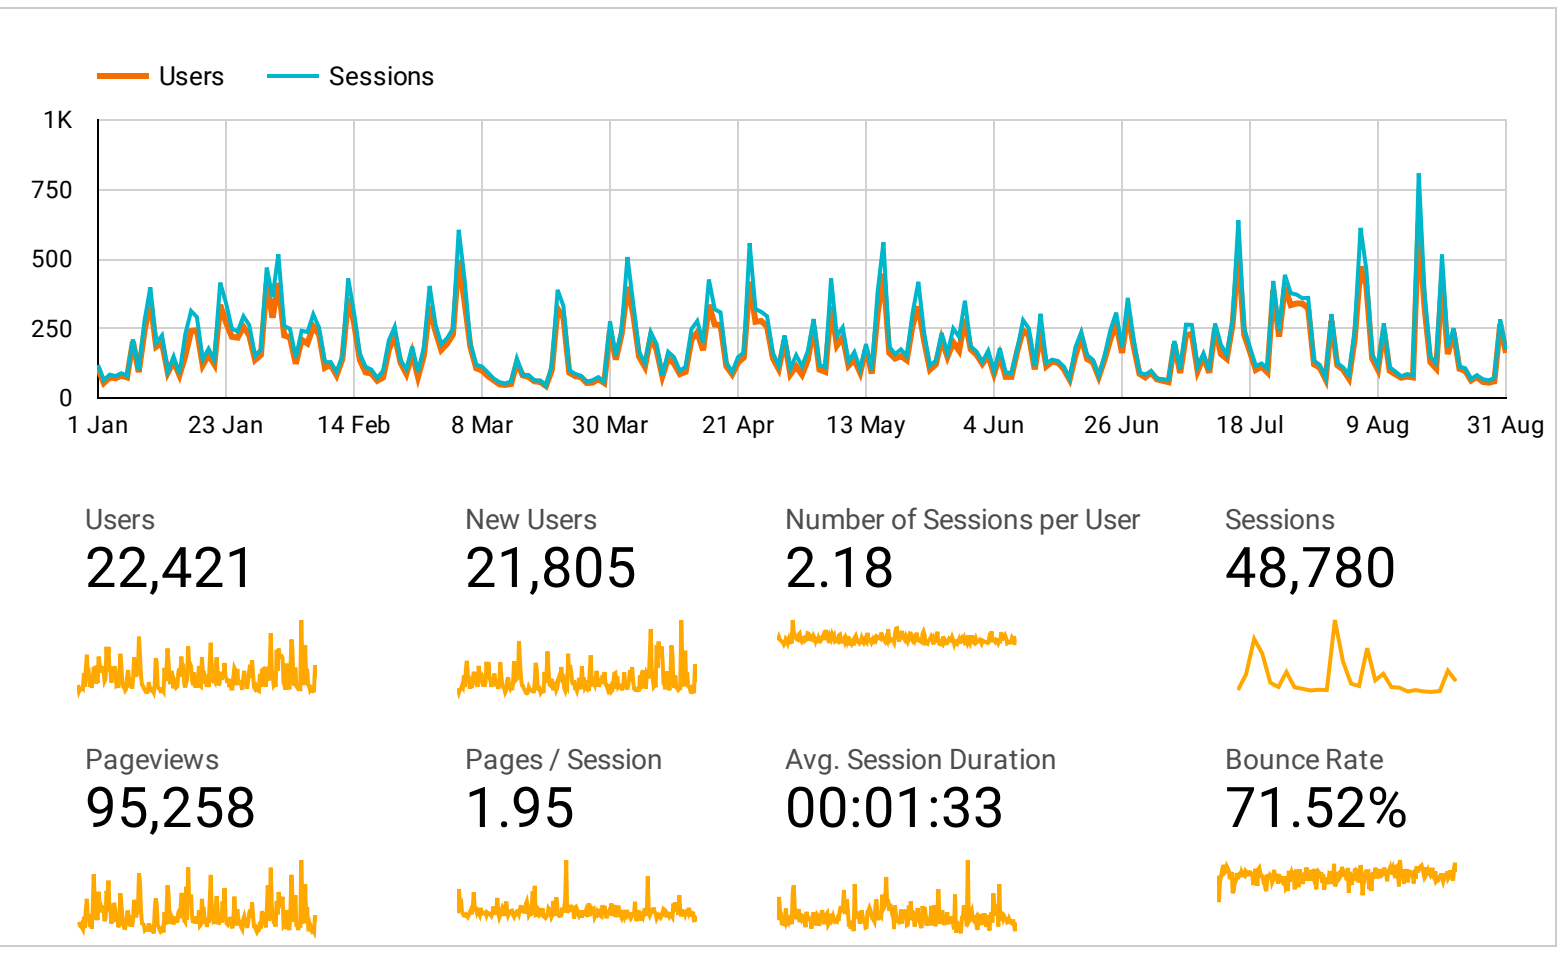 Users Sessions
1K
750
500
250
0
1 Jan 23 Jan 14 Feb 8 Mar 30 Mar 21 Apr 13 May 4 Jun 26 Jun 18 Jul 9 Aug 31 Aug
Users New Users Number of Sessions per User Sessions
22,421 21,805 2.18 48,780
Pageviews Pages / Session Avg. Session Duration Bounce Rate
95,258 1.95 00:01:33 71.52%